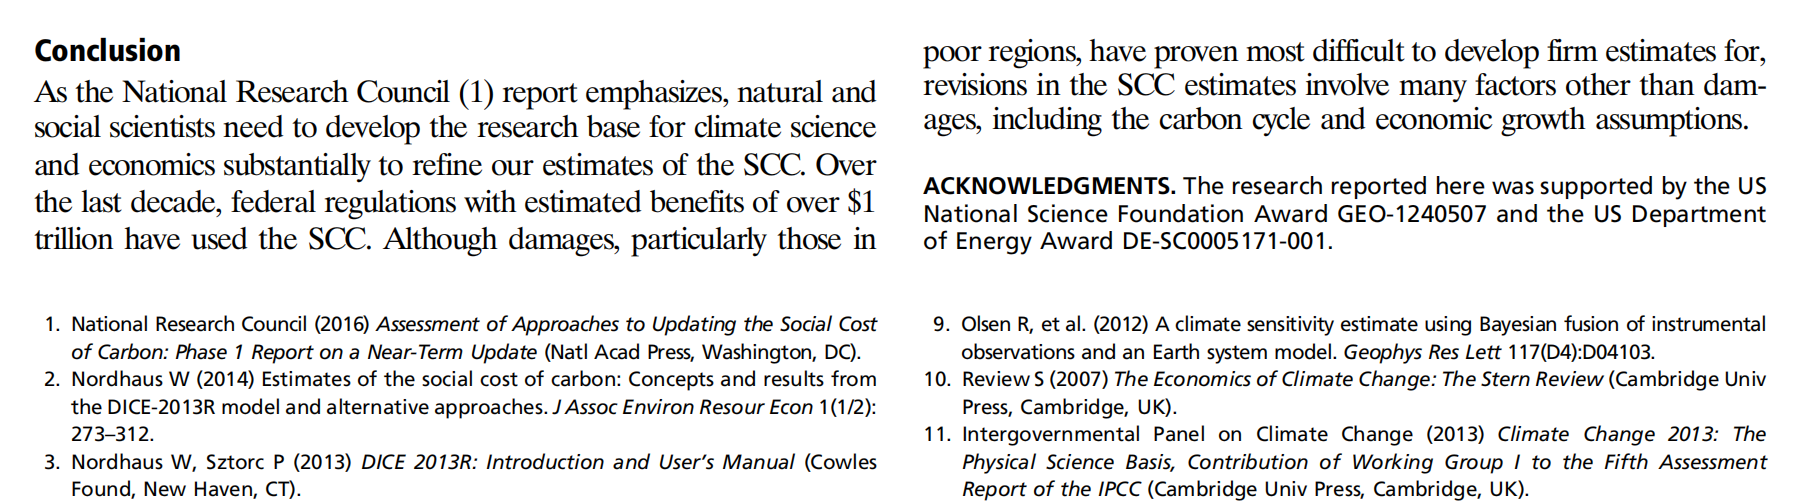 Conclusion
As the National Research Council (1) report emphasizes, natural and
social scientists need to develop the research base for climate science
and economics substantially to refine our estimates of the SCC. Over
the last decade, federal regulations with estimated benefits of over $1
trillion have used the SCC. Although damages, particularly those in
poor regions, have proven most difficult to develop firm estimates for,
revisions in the SCC estimates involve many factors other than dam-
ages, including the carbon cycle and economic growth assumptions.
ACKNOWLEDGMENTS. The research reported here was supported by the US
National Science Foundation Award GEO-1240507 and the US Department
of Energy Award DE-SC0005171-001.
1. National Research Council (2016) Assessment of Approaches to Updating the Social Cost
of Carbon: Phase 1 Report on a Near-Term Update (Natl Acad Press, Washington, DC).
2. Nordhaus W (2014) Estimates of the social cost of carbon: Concepts and results from
the DICE-2013R model and alternative approaches. J Assoc Environ Resour Econ 1(1/2):
273–312.
3. Nordhaus W, Sztorc P (2013) DICE 2013R: Introduction and User's Manual (Cowles
Found, New Haven, CT).
9. Olsen R, et al. (2012) A climate sensitivity estimate using Bayesian fusion of instrumental
observations and an Earth system model. Geophys Res Lett 117(D4):D04103.
10. Review S (2007) The Economics of Climate Change: The Stern Review (Cambridge Univ
Press, Cambridge, UK).
11. Intergovernmental Panel on Climate Change (2013) Climate Change 2013: The
Physical Science Basis, Contribution of Working Group I to the Fifth Assessment
Report of the IPCC (Cambridge Univ Press, Cambridge, UK).